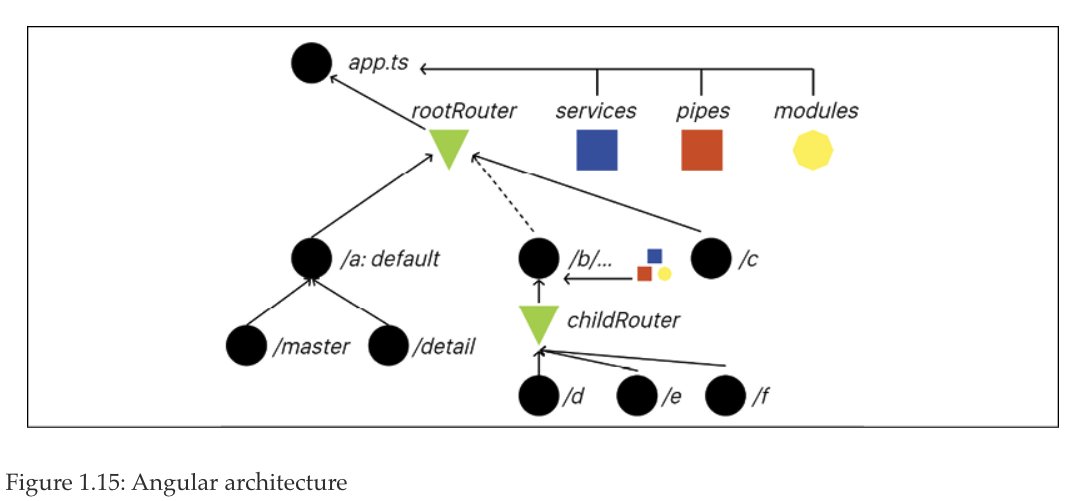 app.ts
rootRouter
services
pipes
modules
/a: default
/b/...
/c
/master
/detail
childRouter
/d
/e
/f
Figure 1.15: Angular architecture